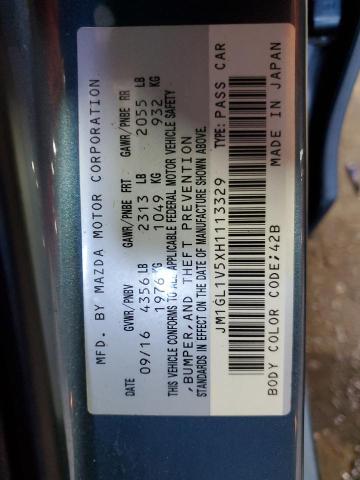 MFD. BY MAZDA MOTOR CORPORATION
DATE GVWR/PNBV GAWR/PNBE FRT GAWR/PNBE RR
09/16 4356 LB 2313 LB 2055 LB
1976 KG 1049 KG 932 KG
THIS VEHICLE CONFORMS TO ALL APPLICABLE FEDERAL MOTOR VEHICLE SAFETY
,BUMPER,AND THEFT PREVENTION
STANDARDS IN EFFECT ON THE DATE OF MANUFACTURE SHOWN ABOVE.
JM1GL1V5XH1113329 TYPE: PASS CAR
BODY COLOR CODE;42B MADE IN JAPAN